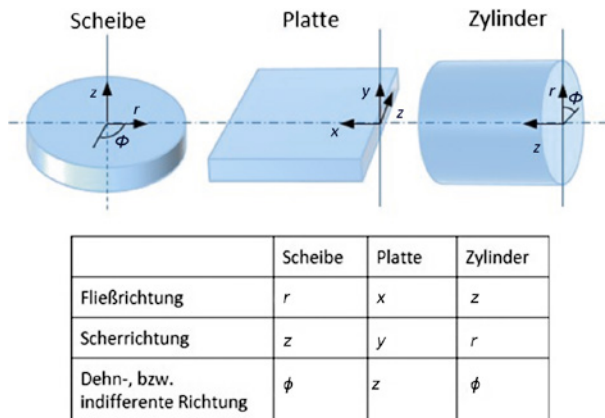 Scheibe Platte Zylinder
z r ϕ
y x z
r ϕ z
Scheibe Platte Zylinder
Fließrichtung r x z
Scherrichtung z y r
Dehn-, bzw.
indifferente Richtung ϕ z ϕ